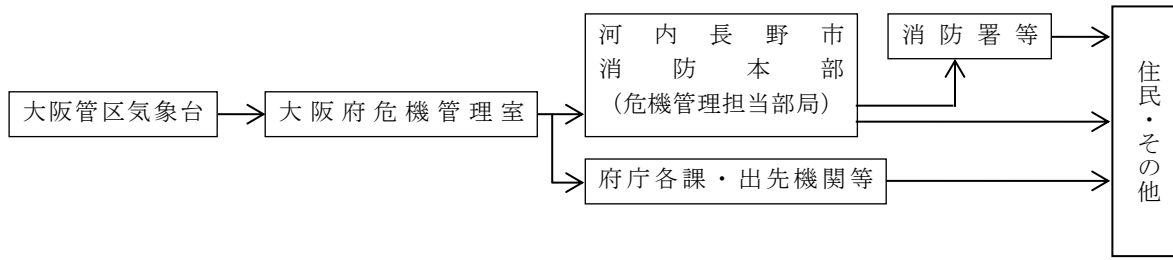 大阪管区気象台
大阪府危機管理室
河内長野市
消防本部
（危機管理担当部局）
消防署等
府庁各課・出先機関等
住民・その他